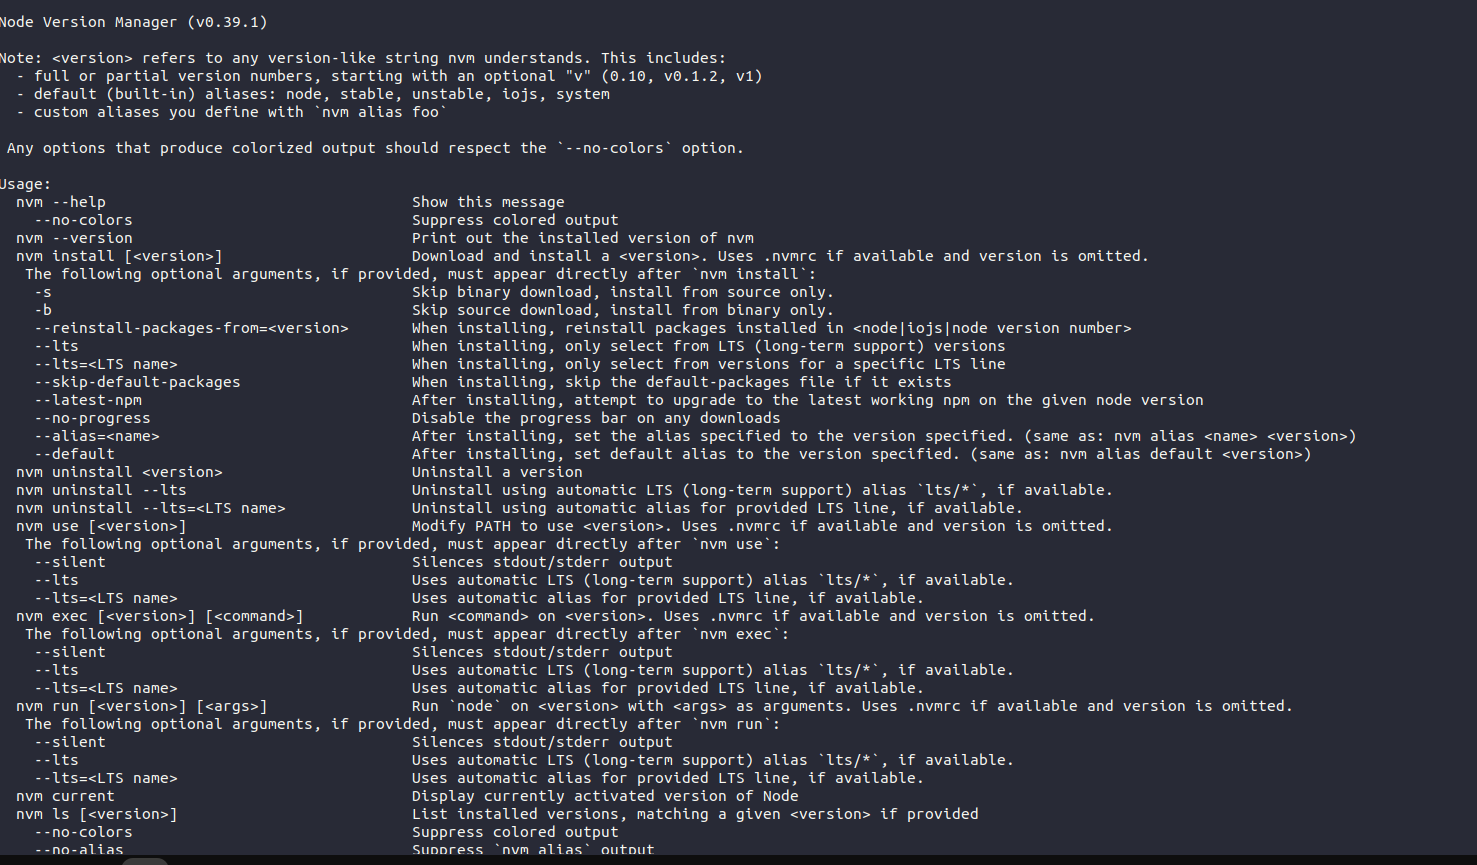 Node Version Manager (v0.39.1)

Note: <version> refers to any version-like string nvm understands. This includes:
  - full or partial version numbers, starting with an optional "v" (0.10, v0.1.2, v1)
  - default (built-in) aliases: node, stable, unstable, iojs, system
  - custom aliases you define with `nvm alias foo`

 Any options that produce colorized output should respect the `--no-colors` option.

Usage:
  nvm --help                                  Show this message
    --no-colors                               Suppress colored output
  nvm --version                               Print out the installed version of nvm
  nvm install [<version>]                     Download and install a <version>. Uses .nvmrc if available and version is omitted.
   The following optional arguments, if provided, must appear directly after `nvm install`:
    -s                                        Skip binary download, install from source only.
    -b                                        Skip source download, install from binary only.
    --reinstall-packages-from=<version>       When installing, reinstall packages installed in <node|iojs|node version number>
    --lts                                     When installing, only select from LTS (long-term support) versions
    --lts=<LTS name>                          When installing, only select from versions for a specific LTS line
    --skip-default-packages                   When installing, skip the default-packages file if it exists
    --latest-npm                              After installing, attempt to upgrade to the latest working npm on the given node version
    --no-progress                             Disable the progress bar on any downloads
    --alias=<name>                            After installing, set the alias specified to the version specified. (same as: nvm alias <name> <version>)
    --default                                 After installing, set default alias to the version specified. (same as: nvm alias default <version>)
  nvm uninstall <version>                     Uninstall a version
  nvm uninstall --lts                         Uninstall using automatic LTS (long-term support) alias `lts/*`, if available.
  nvm uninstall --lts=<LTS name>              Uninstall using automatic alias for provided LTS line, if available.
  nvm use [<version>]                         Modify PATH to use <version>. Uses .nvmrc if available and version is omitted.
   The following optional arguments, if provided, must appear directly after `nvm use`:
    --silent                                  Silences stdout/stderr output
    --lts                                     Uses automatic LTS (long-term support) alias `lts/*`, if available.
    --lts=<LTS name>                          Uses automatic alias for provided LTS line, if available.
  nvm exec [<version>] [<command>]            Run <command> on <version>. Uses .nvmrc if available and version is omitted.
   The following optional arguments, if provided, must appear directly after `nvm exec`:
    --silent                                  Silences stdout/stderr output
    --lts                                     Uses automatic LTS (long-term support) alias `lts/*`, if available.
    --lts=<LTS name>                          Uses automatic alias for provided LTS line, if available.
  nvm run [<version>] [<args>]                Run `node` on <version> with <args> as arguments. Uses .nvmrc if available and version is omitted.
   The following optional arguments, if provided, must appear directly after `nvm run`:
    --silent                                  Silences stdout/stderr output
    --lts                                     Uses automatic LTS (long-term support) alias `lts/*`, if available.
    --lts=<LTS name>                          Uses automatic alias for provided LTS line, if available.
  nvm current                                 Display currently activated version of Node
  nvm ls [<version>]                          List installed versions, matching a given <version> if provided
    --no-colors                               Suppress colored output
    --no-alias                                Suppress `nvm alias` output